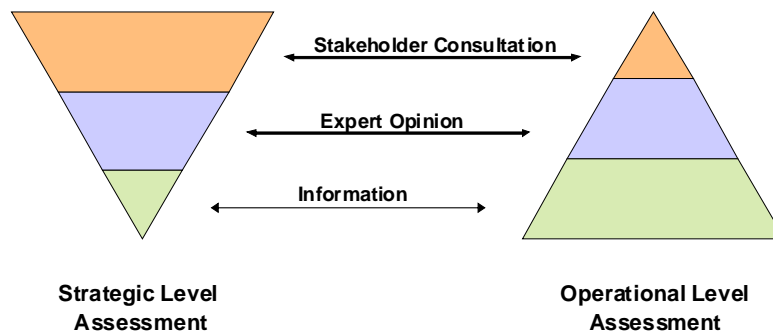 Stakeholder Consultation
Expert Opinion
Information
Strategic Level
Assessment
Operational Level
Assessment